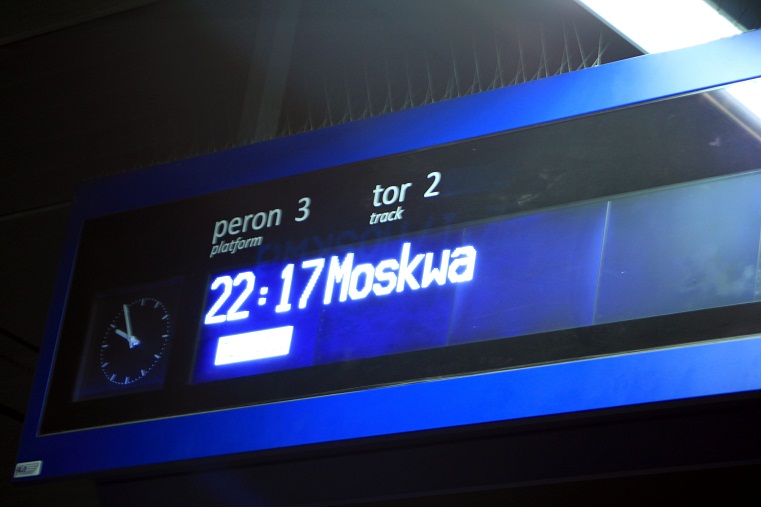 peron 3 tor 2
platform track
22:17 Moskwa